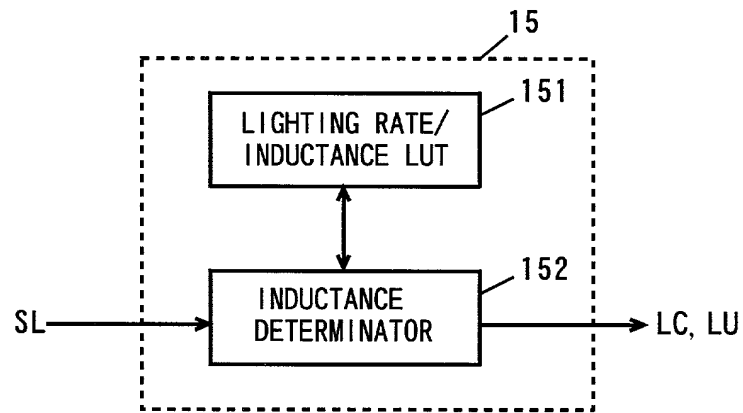 15
151
LIGHTING RATE/
INDUCTANCE LUT
152
INDUCTANCE
DETERMINATOR
SL
LC, LU